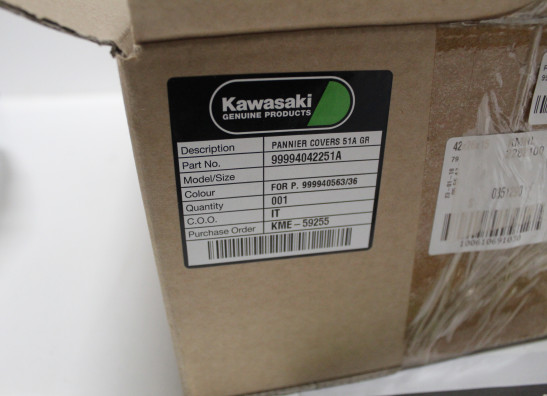 Kawasaki
GENUINE PRODUCTS
Description PANNIER COVERS 51A GR
Part No. 99994042251A
Model/Size
Colour FOR P. 999940563/36
Quantity 001
C.O.O. IT
Purchase Order KME-59255